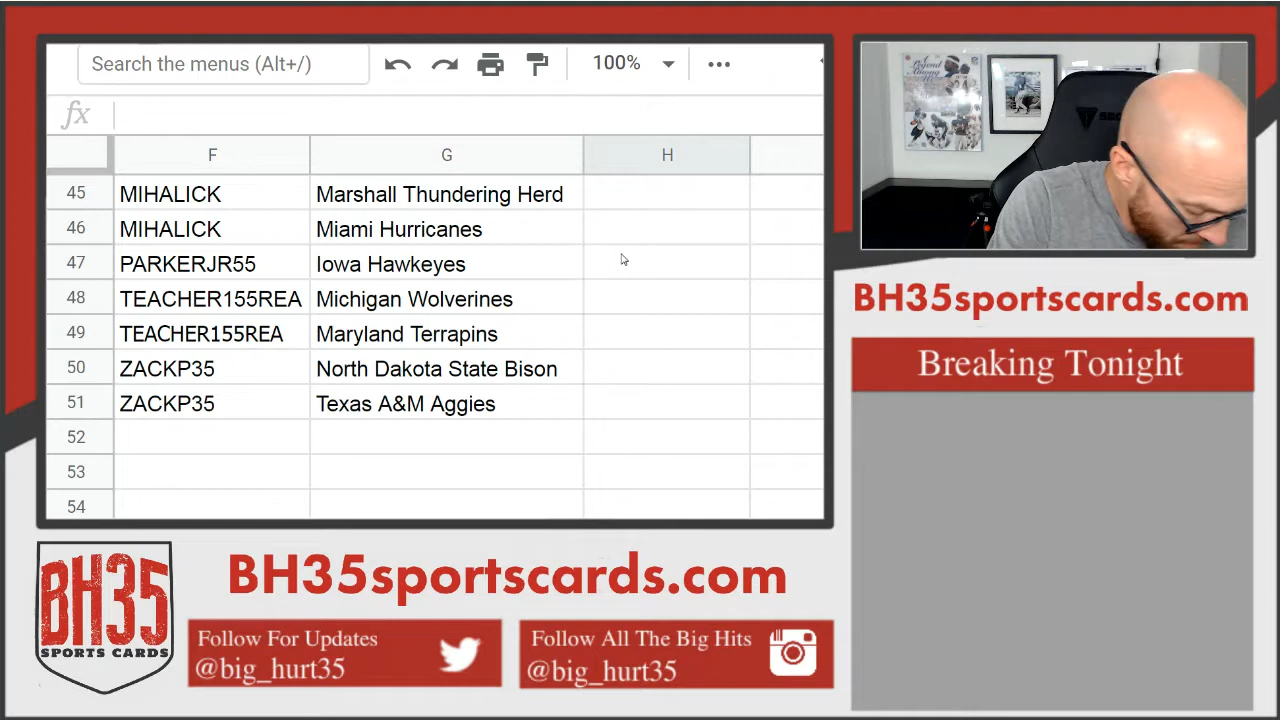 Search the menus (Alt+/)
100%
fx
F G H
45 MIHALICK Marshall Thundering Herd
46 MIHALICK Miami Hurricanes
47 PARKERJR55 Iowa Hawkeyes
48 TEACHER155REA Michigan Wolverines
49 TEACHER155REA Maryland Terrapins
50 ZACKP35 North Dakota State Bison
51 ZACKP35 Texas A&M Aggies
52
53
54
BH35sportscards.com
Breaking Tonight
BH35
SPORTS CARDS
BH35sportscards.com
Follow For Updates
@big_hurt35
Follow All The Big Hits
@big_hurt35